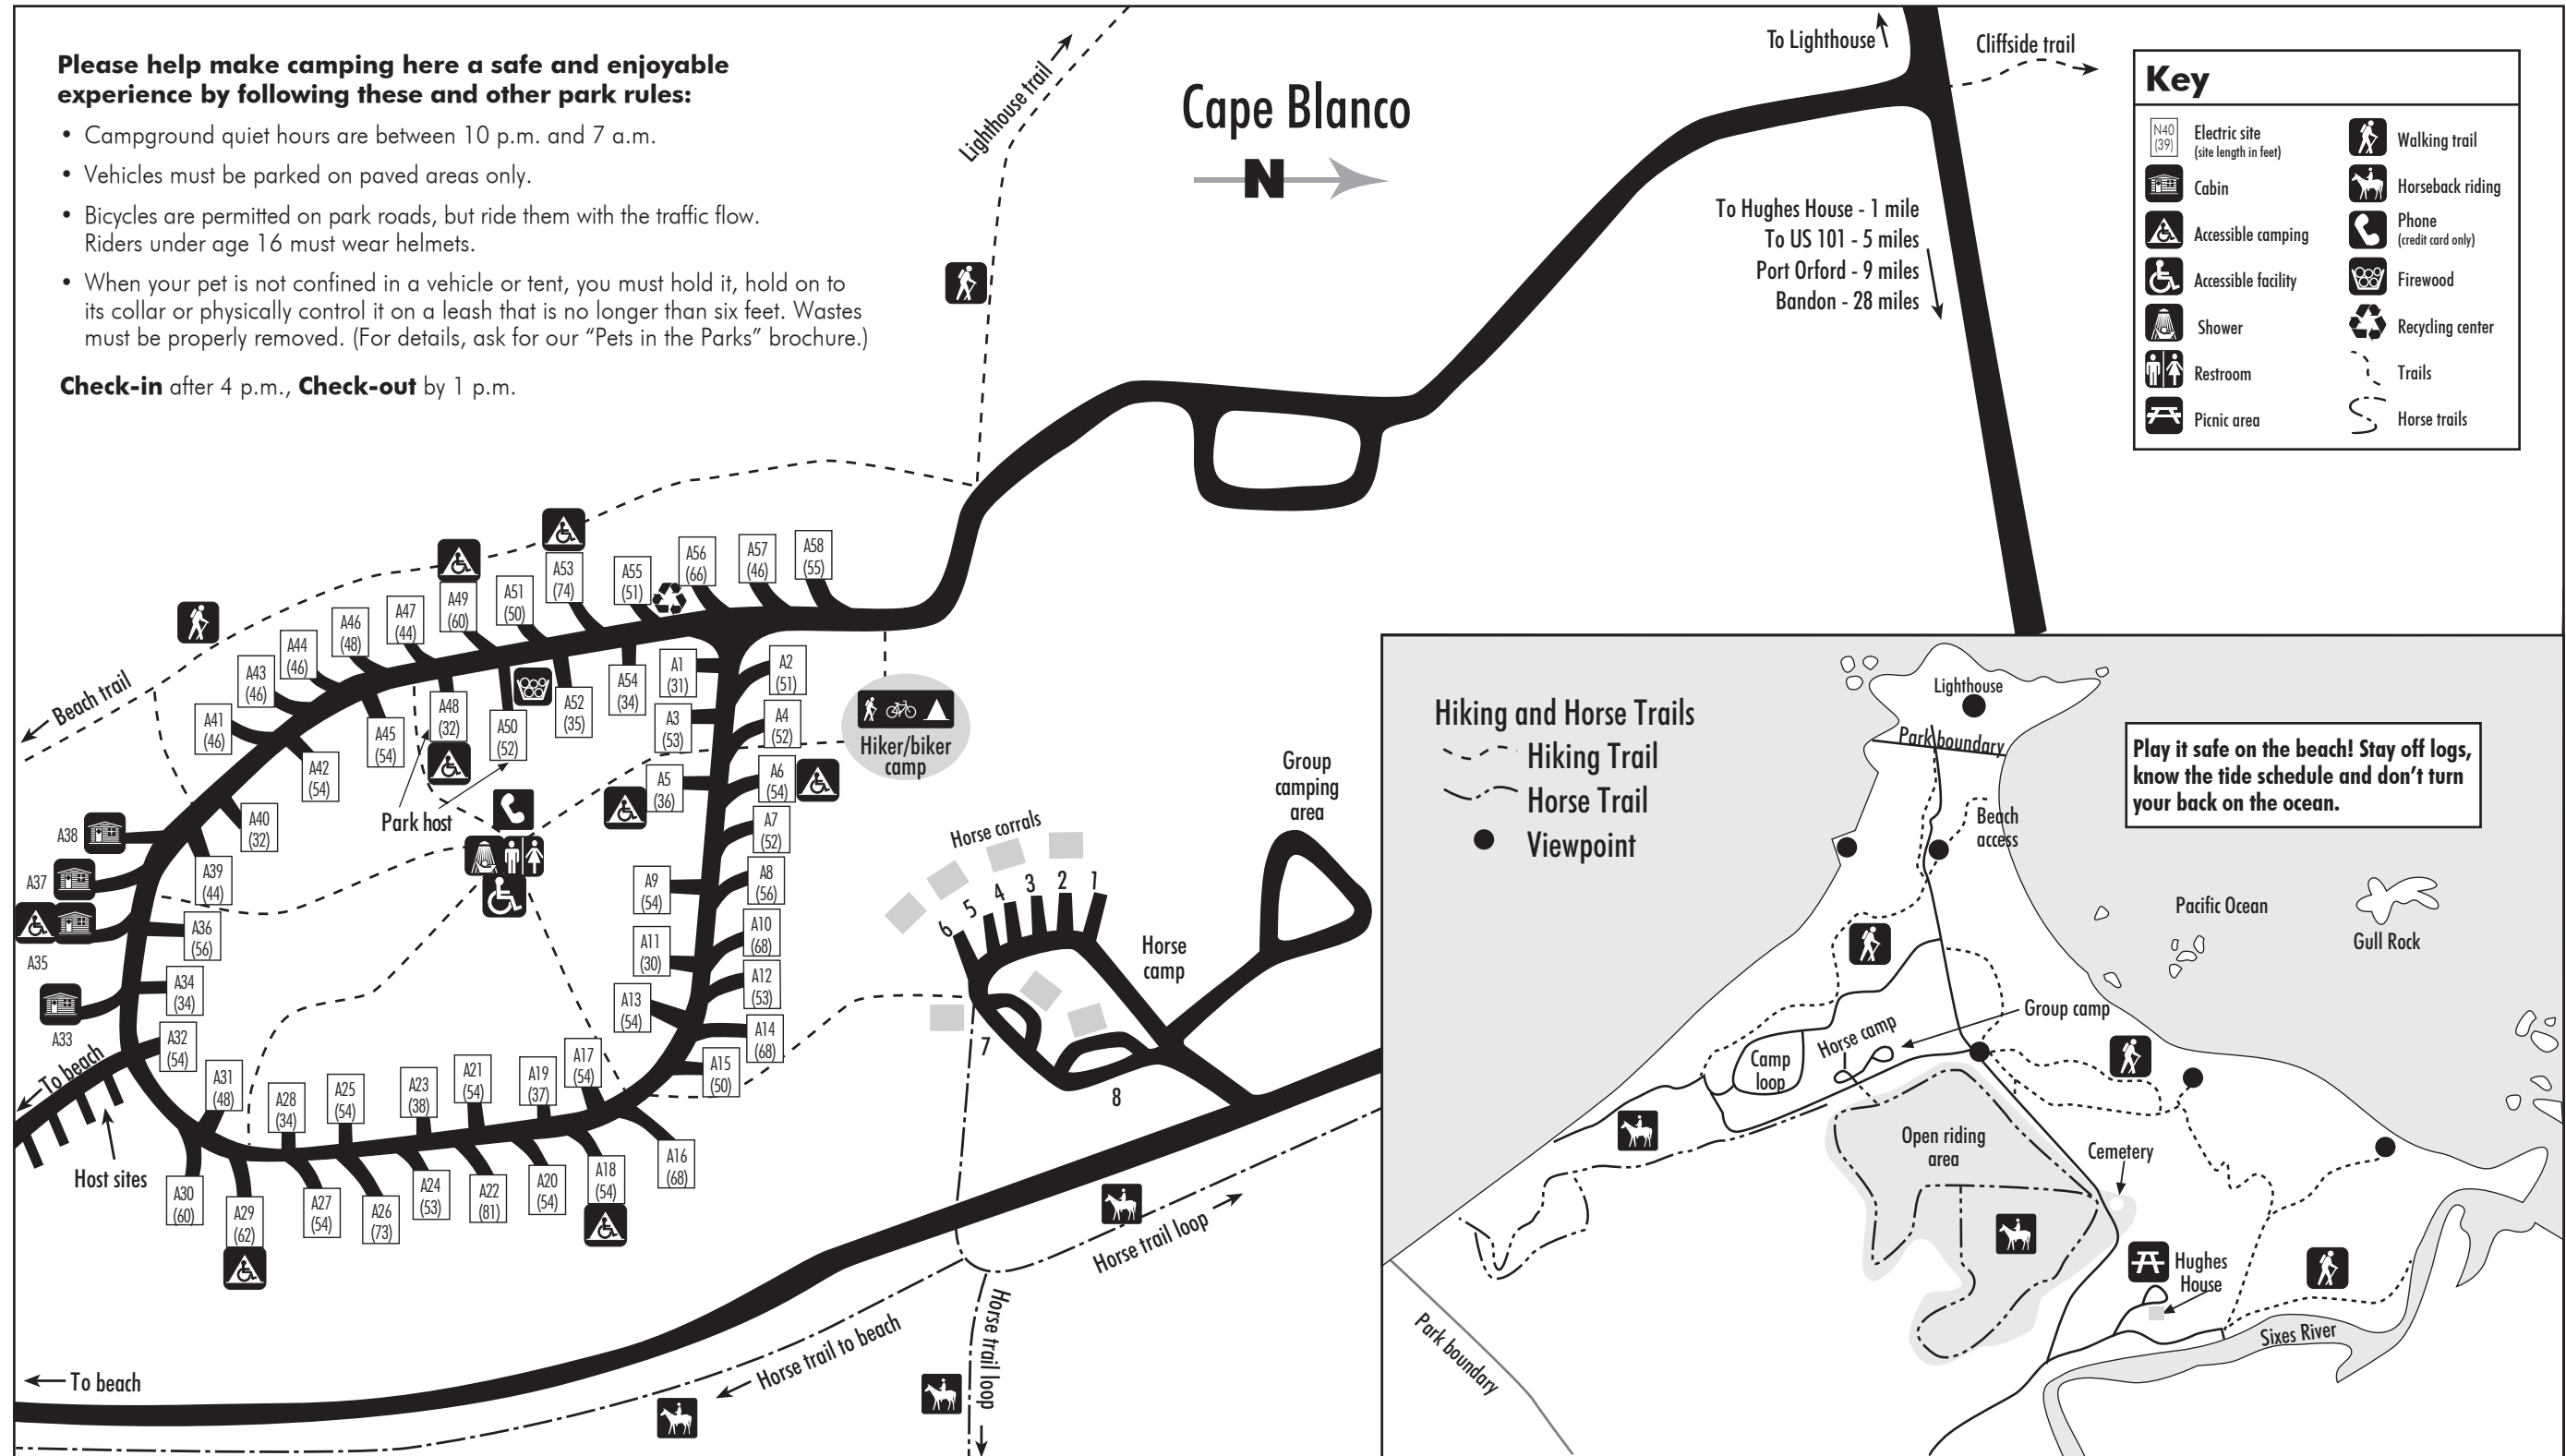 Please help make camping here a safe and enjoyable
experience by following these and other park rules:
• Campground quiet hours are between 10 p.m. and 7 a.m.
• Vehicles must be parked on paved areas only.
• Bicycles are permitted on park roads, but ride them with the traffic flow.
Riders under age 16 must wear helmets.
• When your pet is not confined in a vehicle or tent, you must hold it, hold on to
its collar or physically control it on a leash that is no longer than six feet. Wastes
must be properly removed. (For details, ask for our “Pets in the Parks” brochure.)
Check-in after 4 p.m., Check-out by 1 p.m.
Lighthouse trail
Cape Blanco
N
To Lighthouse
Cliffside trail
To Hughes House - 1 mile
To US 101 - 5 miles
Port Orford - 9 miles
Bandon - 28 miles
Key
N40
(39)
Electric site
(site length in feet)
Cabin
Accessible camping
Accessible facility
Shower
Restroom
Picnic area
Walking trail
Horseback riding
Phone
(credit card only)
Firewood
Recycling center
Trails
Horse trails
Beach trail
A41
(46)
A43
(46)
A44
(46)
A46
(48)
A47
(44)
A49
(60)
A51
(50)
A53
(74)
A55
(51)
A56
(66)
A57
(46)
A58
(55)
A42
(54)
A45
(54)
A48
(32)
A50
(52)
A52
(35)
A54
(34)
A1
(31)
A2
(51)
A3
(53)
A4
(52)
A5
(36)
A6
(54)
A7
(52)
A8
(56)
A9
(54)
A10
(68)
A11
(30)
A12
(53)
A13
(54)
A14
(68)
A15
(50)
A16
(68)
Park host
A40
(32)
A39
(44)
A38
A37
A35
A33
A36
(56)
A34
(34)
A32
(54)
A31
(48)
A28
(34)
A25
(54)
A23
(38)
A21
(54)
A19
(37)
A17
(54)
A30
(60)
A29
(62)
A27
(54)
A26
(73)
A24
(53)
A22
(81)
A20
(54)
A18
(54)
To beach
Host sites
Hiker/biker
camp
Horse corrals
6
5
4
3
2
1
7
8
Horse
camp
Group
camping
area
Horse trail loop
Horse trail to beach
Horse trail loop
To beach
Hiking and Horse Trails
Hiking Trail
Horse Trail
Viewpoint
Lighthouse
Park boundary
Beach
access
Play it safe on the beach! Stay off logs,
know the tide schedule and don’t turn
your back on the ocean.
Pacific Ocean
Gull Rock
Group camp
Horse camp
Camp
loop
Open riding
area
Cemetery
Hughes
House
Sixes River
Park boundary